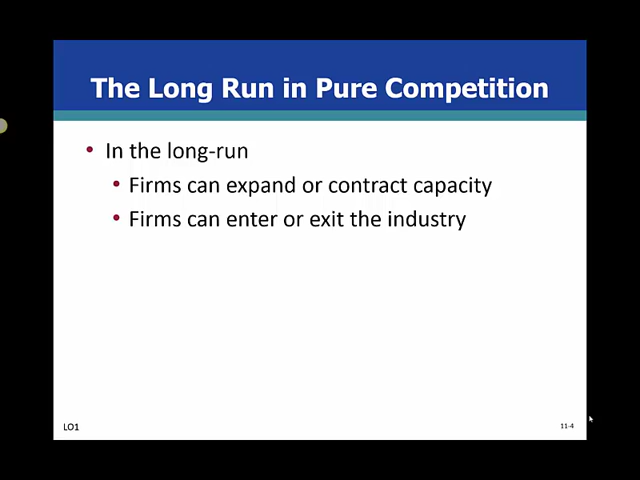 The Long Run in Pure Competition
• In the long-run
• Firms can expand or contract capacity
• Firms can enter or exit the industry
LO1
11-4